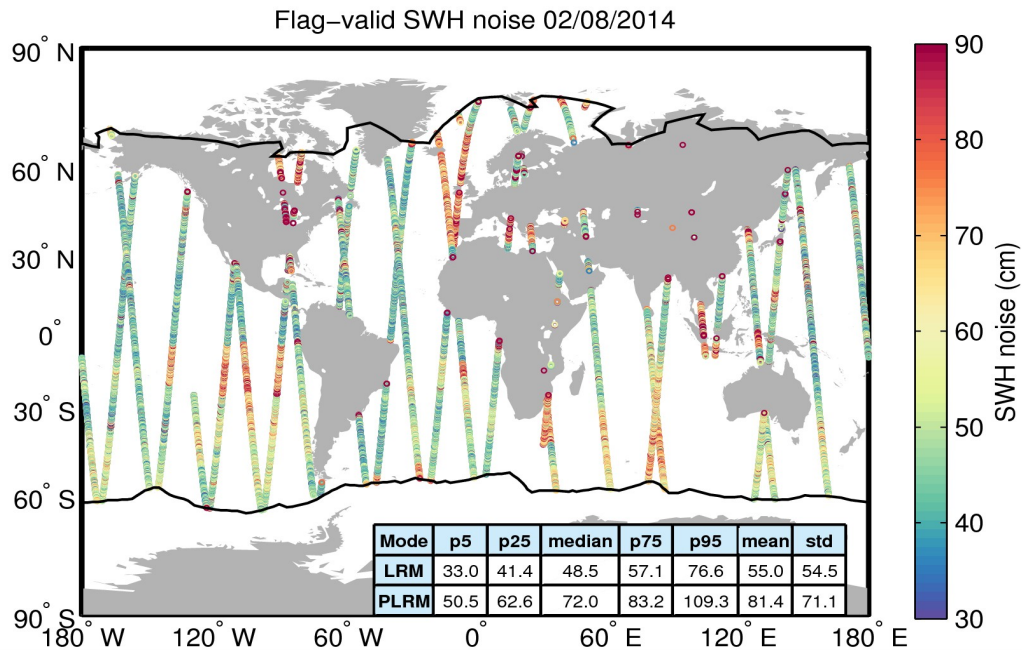 Flag−valid SWH noise 02/08/2014
90° N
60° N
30° N
0°
30° S
60° S
90° S
180° W
120° W
60° W
0°
60° E
120° E
180° E
Mode p5 p25 median p75 p95 mean std
LRM 33.0 41.4 48.5 57.1 76.6 55.0 54.5
PLRM 50.5 62.6 72.0 83.2 109.3 81.4 71.1
90
80
70
60
50
40
30
SWH noise (cm)